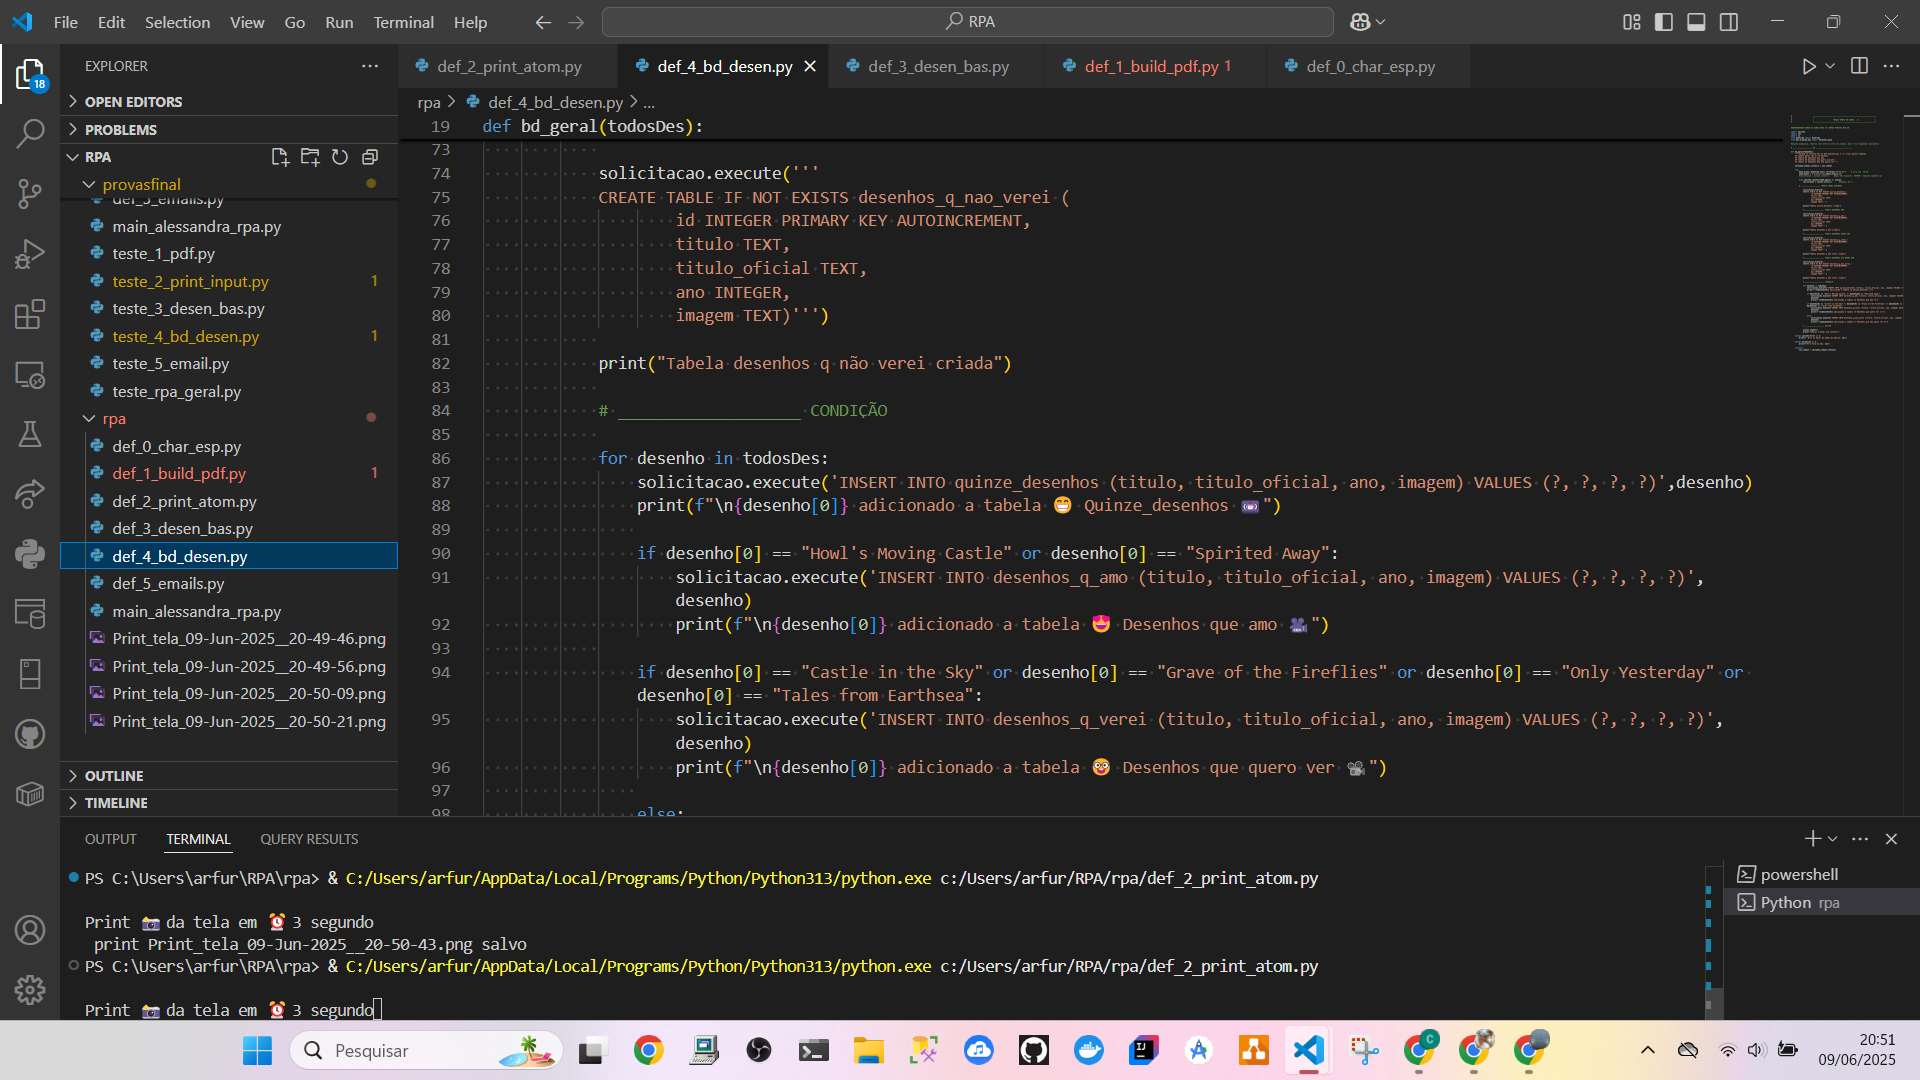 File Edit Selection View Go Run Terminal Help
RPA
EXPLORER
def_2_print_atom.py
def_4_bd_desen.py
def_3_desen_bas.py
def_1_build_pdf.py 1
def_0_char_esp.py
18
OPEN EDITORS
PROBLEMS
RPA
provasfinal
def_5_emails.py
main_alessandra_rpa.py
teste_1_pdf.py
teste_2_print_input.py 1
teste_3_desen_bas.py
teste_4_bd_desen.py 1
teste_5_email.py
teste_rpa_geral.py
rpa
def_0_char_esp.py
def_1_build_pdf.py 1
def_2_print_atom.py
def_3_desen_bas.py
def_4_bd_desen.py
def_5_emails.py
main_alessandra_rpa.py
Print_tela_09-Jun-2025__20-49-46.png
Print_tela_09-Jun-2025__20-49-56.png
Print_tela_09-Jun-2025__20-50-09.png
Print_tela_09-Jun-2025__20-50-21.png
OUTLINE
TIMELINE
rpa > def_4_bd_desen.py > ...
19 def bd_geral(todosDes):
73
74 solicitacao.execute('''
75 CREATE TABLE IF NOT EXISTS desenhos_q_nao_verei (
76 id INTEGER PRIMARY KEY AUTOINCREMENT,
77 titulo TEXT,
78 titulo_oficial TEXT,
79 ano INTEGER,
80 imagem TEXT)''')
81
82 print("Tabela desenhos q não verei criada")
83
84 # ___________________ CONDIÇÃO
85
86 for desenho in todosDes:
87 solicitacao.execute('INSERT INTO quinze_desenhos (titulo, titulo_oficial, ano, imagem) VALUES (?, ?, ?, ?)',desenho)
88 print(f"\n{desenho[0]} adicionado a tabela 😁 Quinze_desenhos 📼")
89
90 if desenho[0] == "Howl's Moving Castle" or desenho[0] == "Spirited Away":
91 solicitacao.execute('INSERT INTO desenhos_q_amo (titulo, titulo_oficial, ano, imagem) VALUES (?, ?, ?, ?)',
desenho)
92 print(f"\n{desenho[0]} adicionado a tabela 😍 Desenhos que amo 🎥")
93
94 if desenho[0] == "Castle in the Sky" or desenho[0] == "Grave of the Fireflies" or desenho[0] == "Only Yesterday" or
desenho[0] == "Tales from Earthsea":
95 solicitacao.execute('INSERT INTO desenhos_q_verei (titulo, titulo_oficial, ano, imagem) VALUES (?, ?, ?, ?)',
desenho)
96 print(f"\n{desenho[0]} adicionado a tabela 🤓 Desenhos que quero ver 📽")
97
98 else:
OUTPUT TERMINAL QUERY RESULTS
PS C:\Users\arfur\RPA\rpa> & C:/Users/arfur/AppData/Local/Programs/Python/Python313/python.exe c:/Users/arfur/RPA/rpa/def_2_print_atom.py
Print 📸 da tela em ⏰ 3 segundo
print Print_tela_09-Jun-2025__20-50-43.png salvo
PS C:\Users\arfur\RPA\rpa> & C:/Users/arfur/AppData/Local/Programs/Python/Python313/python.exe c:/Users/arfur/RPA/rpa/def_2_print_atom.py
Print 📸 da tela em ⏰ 3 segundo
powershell
Python rpa
Pesquisar
20:51
09/06/2025